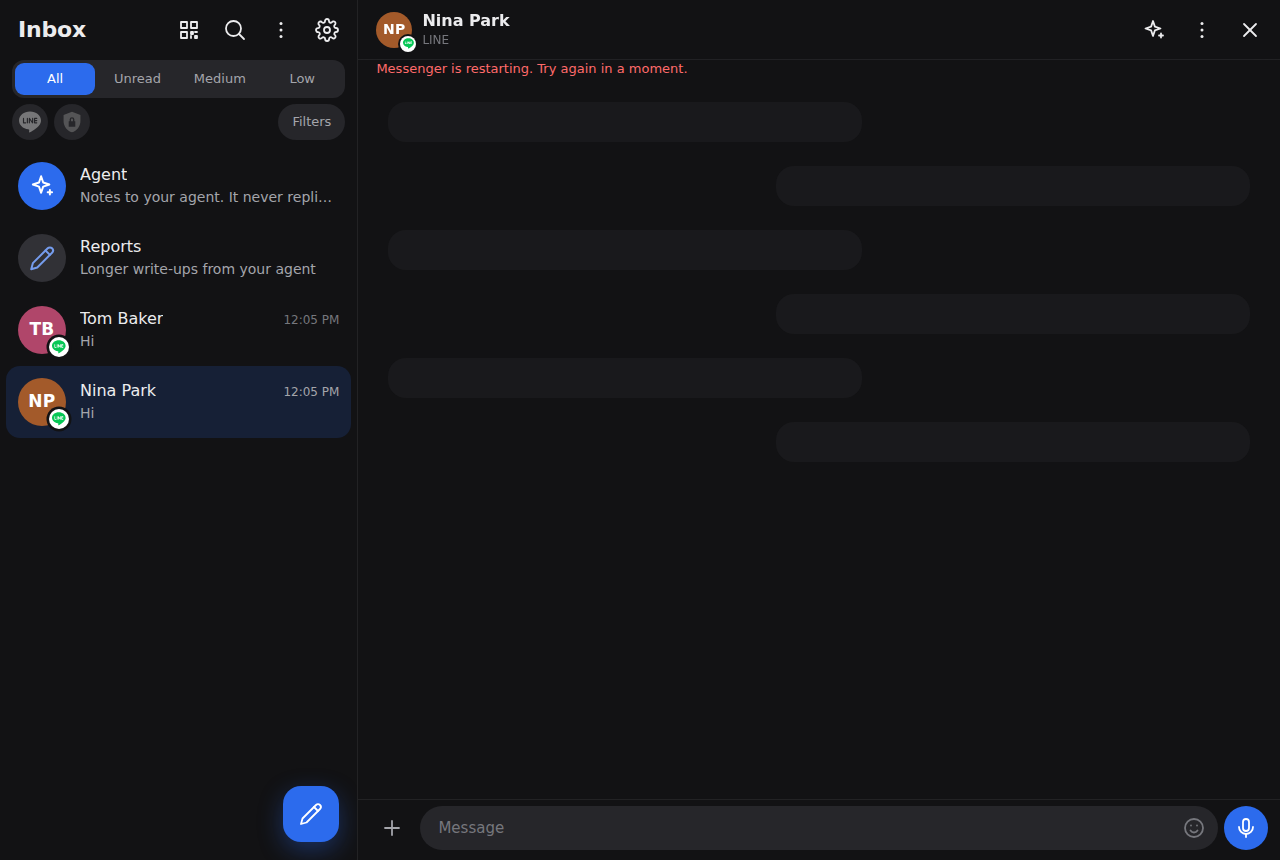 Inbox
All
Unread
Medium
Low
LINE
Filters
Agent
Notes to your agent. It never repli...
Reports
Longer write-ups from your agent
TB
Tom Baker
12:05 PM
Hi
NP
Nina Park
12:05 PM
Hi
NP
Nina Park
LINE
Messenger is restarting. Try again in a moment.
Message